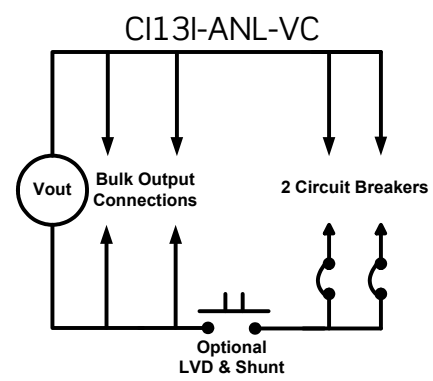 CI13I-ANL-VC
Vout
Bulk Output
Connections
2 Circuit Breakers
Optional
LVD & Shunt